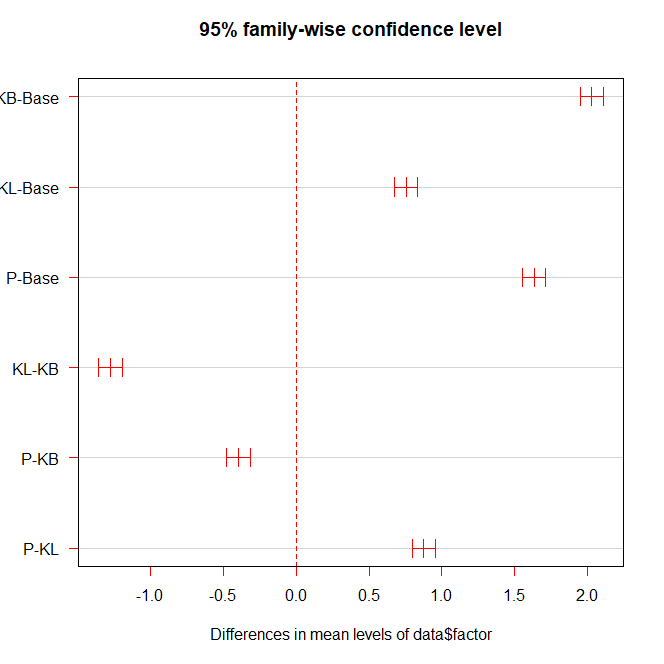 95% family-wise confidence level
KB-Base
KL-Base
P-Base
KL-KB
P-KB
P-KL
-1.0 -0.5 0.0 0.5 1.0 1.5 2.0
Differences in mean levels of data$factor